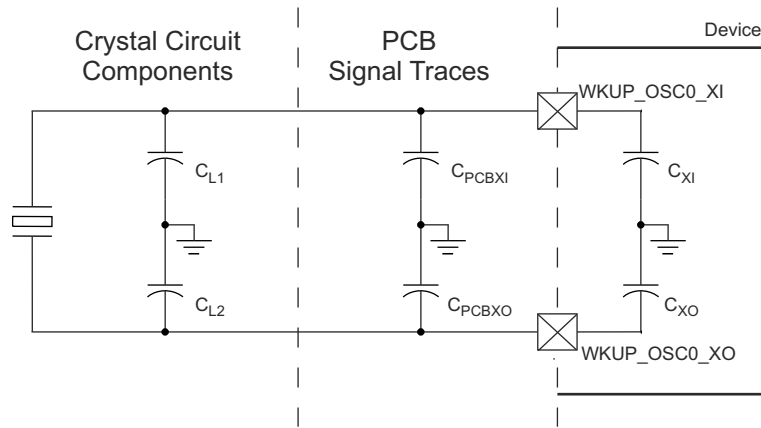 Crystal Circuit
Components
PCB
Signal Traces
Device
WKUP_OSC0_XI
CL1
CPCBXI
CXI
CL2
CPCBXO
CXO
WKUP_OSC0_XO